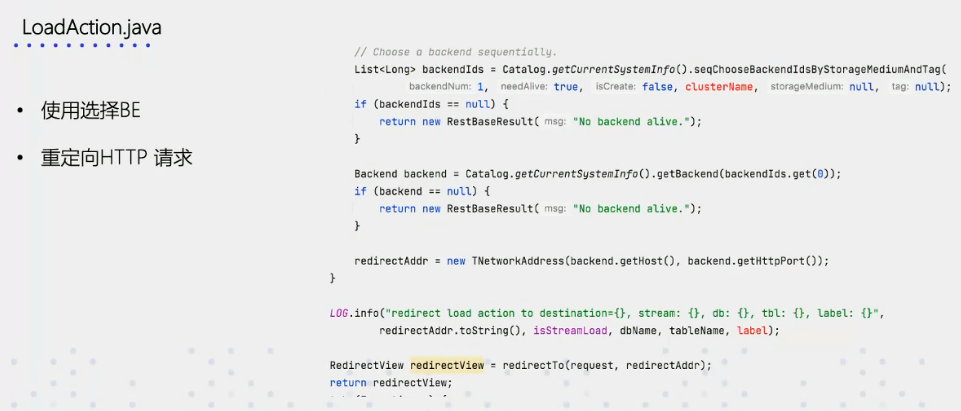 LoadAction.java
• 使用选择BE
• 重定向HTTP 请求
// Choose a backend sequentially.
List<Long> backendIds = Catalog.getCurrentSystemInfo().seqChooseBackendIdsByStorageMediumAndTag(
backendNum: 1, needAlive: true, isCreate: false, clusterName, storageMedium: null, tag: null);
if (backendIds == null) {
return new RestBaseResult( msg: "No backend alive.");
}
Backend backend = Catalog.getCurrentSystemInfo().getBackend(backendIds.get(0));
if (backend == null) {
return new RestBaseResult( msg: "No backend alive.");
}
redirectAddr = new TNetworkAddress(backend.getHost(), backend.getHttpPort());
}
LOG.info("redirect load action to destination={}, stream: {}, db: {}, tbl: {}, label: {}",
redirectAddr.toString(), isStreamLoad, dbName, tableName, label);
RedirectView redirectView = redirectTo(request, redirectAddr);
return redirectView;